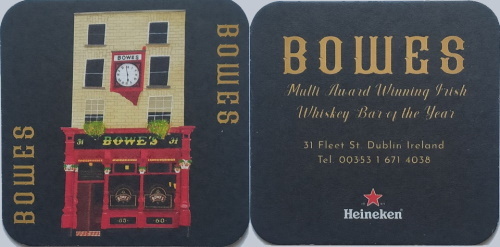 BOWES
BOWES
31 BOWE'S 31
BOWES
BOWES
Multi Award Winning Irish
Whiskey Bar of the Year
31 Fleet St. Dublin Ireland
Tel. 00353 1 671 4038
Heineken